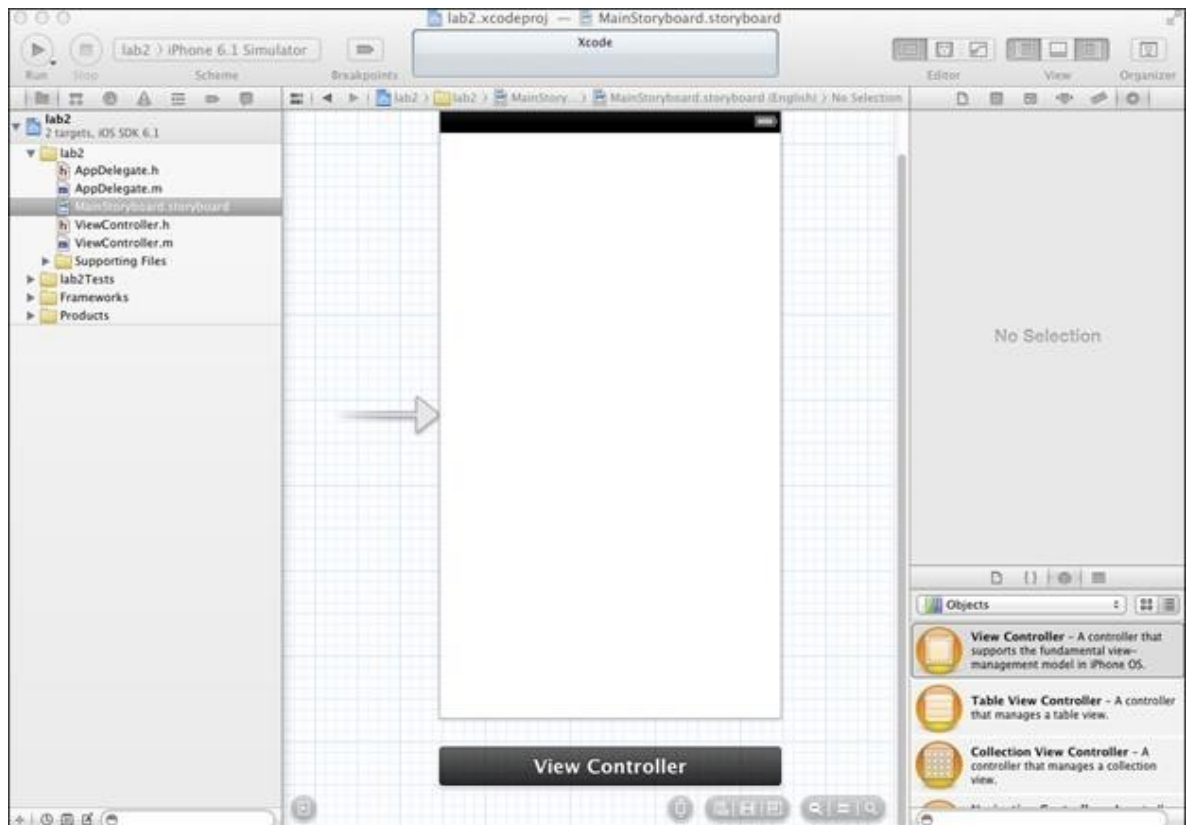 lab2.xcodeproj — MainStoryboard.storyboard
lab2 〉 iPhone 6.1 Simulator
Xcode
Run
Stop
Scheme
Breakpoints
Editor
View
Organizer
lab2 〉 lab2 〉 MainStory... 〉 MainStoryboard.storyboard (English) 〉 No Selection
lab2
2 targets, iOS SDK 6.1
lab2
h AppDelegate.h
m AppDelegate.m
MainStoryboard.storyboard
h ViewController.h
m ViewController.m
Supporting Files
lab2Tests
Frameworks
Products
No Selection
{ }
Objects
View Controller – A controller that
supports the fundamental view-
management model in iPhone OS.
Table View Controller – A controller
that manages a table view.
Collection View Controller – A
controller that manages a collection
view.
View Controller